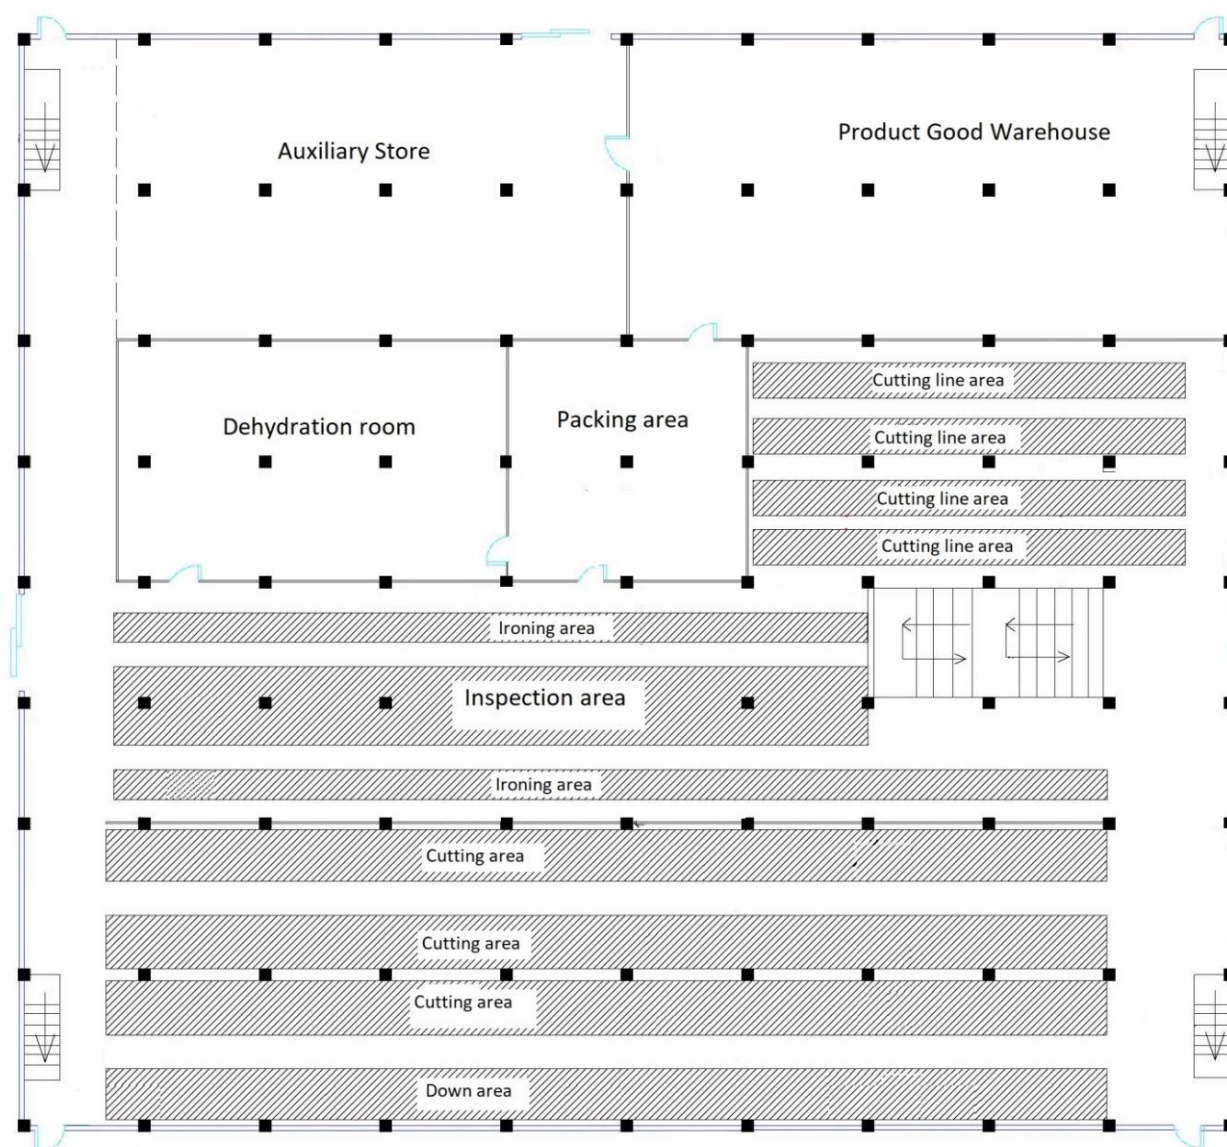 Auxiliary Store
Product Good Warehouse
Dehydration room
Packing area
Cutting line area
Cutting line area
Cutting line area
Cutting line area
Ironing area
Inspection area
Ironing area
Cutting area
Cutting area
Cutting area
Down area